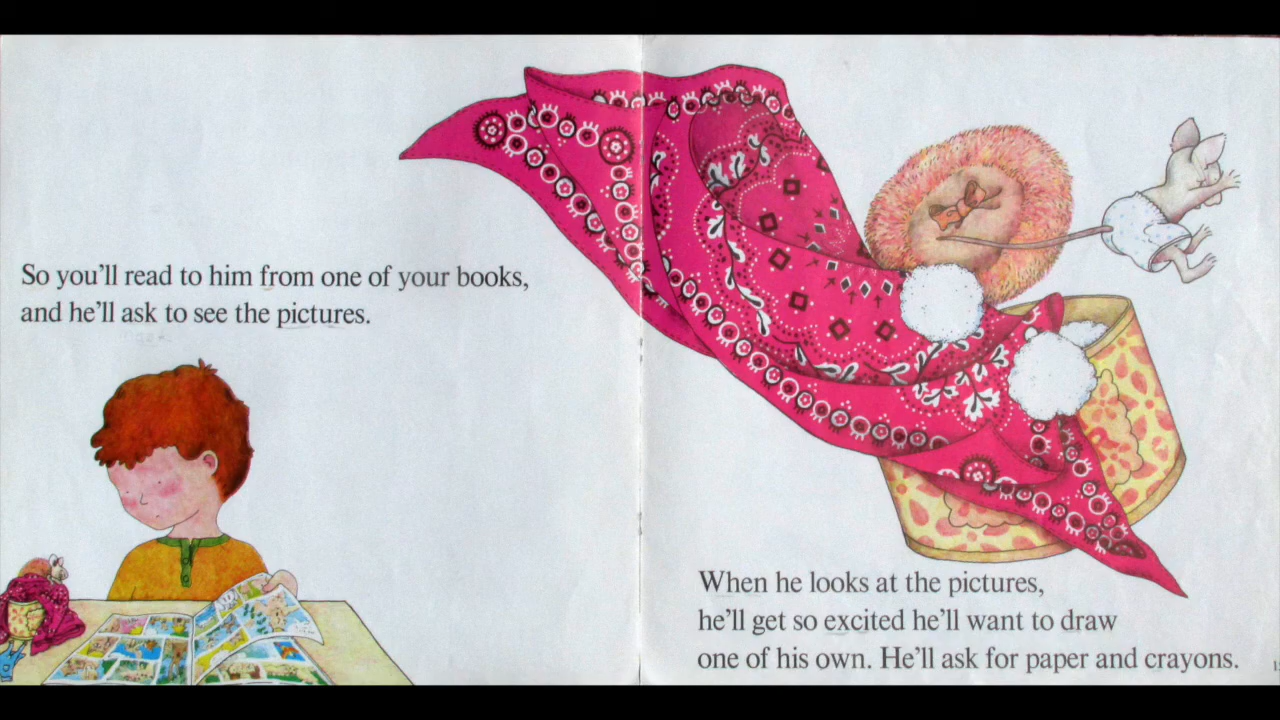 So you'll read to him from one of your books,
and he'll ask to see the pictures.
When he looks at the pictures,
he'll get so excited he'll want to draw
one of his own. He'll ask for paper and crayons.